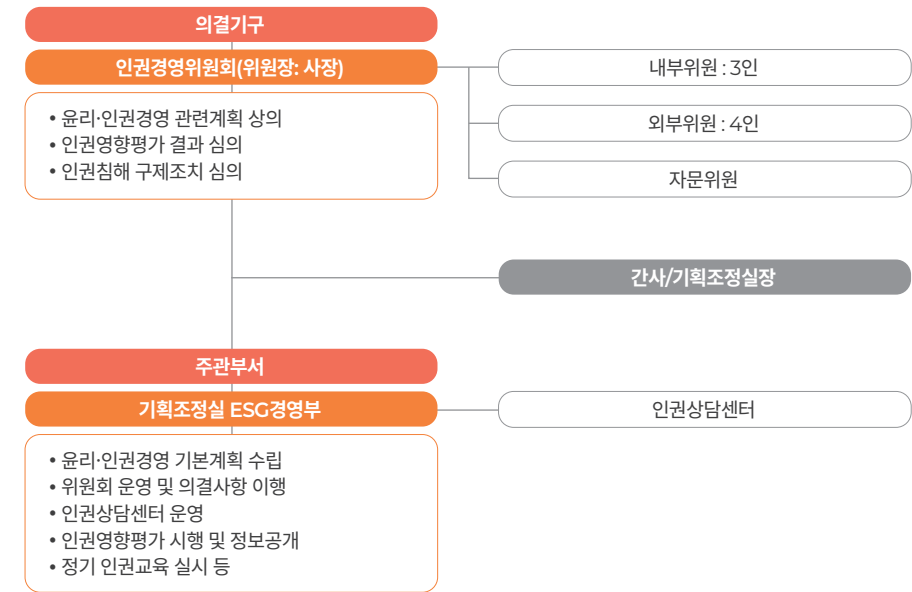 의결기구
인권경영위원회(위원장: 사장)
• 윤리·인권경영 관련계획 상의
• 인권영향평가 결과 심의
• 인권침해 구제조치 심의
내부위원 : 3인
외부위원 : 4인
자문위원
간사/기획조정실장
주관부서
기획조정실 ESG경영부
인권상담센터
• 윤리·인권경영 기본계획 수립
• 위원회 운영 및 의결사항 이행
• 인권상담센터 운영
• 인권영향평가 시행 및 정보공개
• 정기 인권교육 실시 등